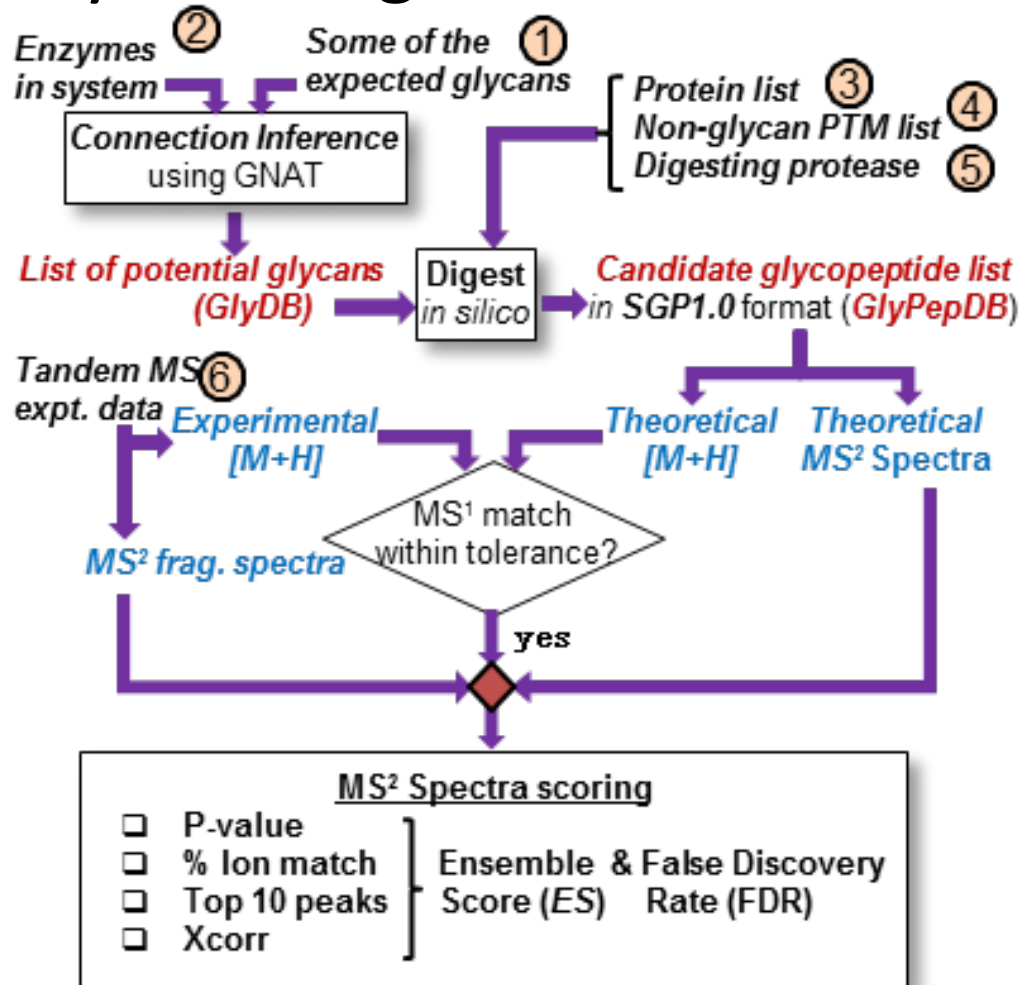 Enzymes
in system
2
Some of the
expected glycans
1
Protein list
3
Non-glycan PTM list
4
Digesting protease
5
Connection Inference
using GNAT
List of potential glycans
(GlyDB)
Digest
in silico
Candidate glycopeptide list
in SGP1.0 format (GlyPepDB)
Tandem MS
expt. data
6
Experimental
[M+H]
Theoretical
[M+H]
Theoretical
MS² Spectra
MS¹ match
within tolerance?
MS² frag. spectra
yes
MS² Spectra scoring
❑ P-value
❑ % Ion match
❑ Top 10 peaks
❑ Xcorr
Ensemble & False Discovery
Score (ES) Rate (FDR)